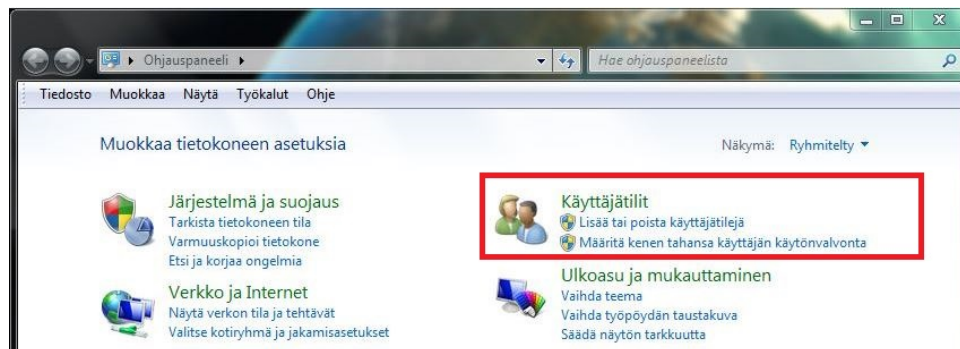 Ohjauspaneeli
Hae ohjauspaneelista
Tiedosto Muokkaa Näytä Työkalut Ohje
Muokkaa tietokoneen asetuksia
Näkymä: Ryhmitelty
Järjestelmä ja suojaus
Tarkista tietokoneen tila
Varmuuskopioi tietokone
Etsi ja korjaa ongelmia
Käyttäjätilit
Lisää tai poista käyttäjätilejä
Määritä kenen tahansa käyttäjän käytönvalvonta
Verkko ja Internet
Näytä verkon tila ja tehtävät
Valitse kotiryhmä ja jakamisasetukset
Ulkoasu ja mukauttaminen
Vaihda teema
Vaihda työpöydän taustakuva
Säädä näytön tarkkuutta